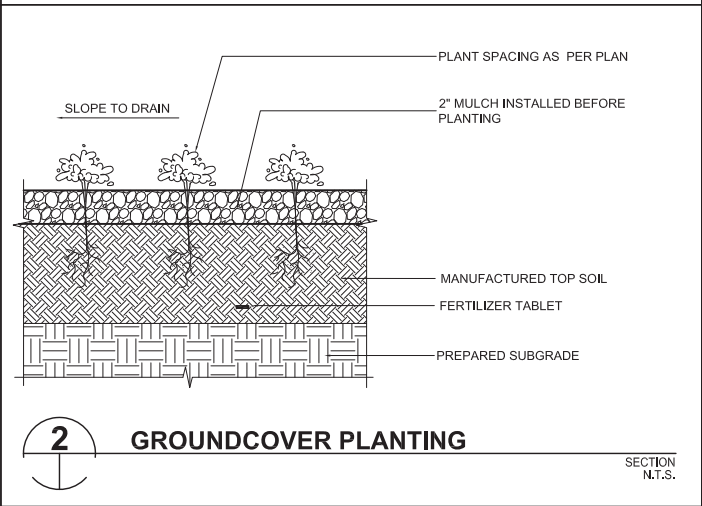 PLANT SPACING AS PER PLAN
SLOPE TO DRAIN
2" MULCH INSTALLED BEFORE
PLANTING
MANUFACTURED TOP SOIL
FERTILIZER TABLET
PREPARED SUBGRADE
2
GROUNDCOVER PLANTING
SECTION
N.T.S.